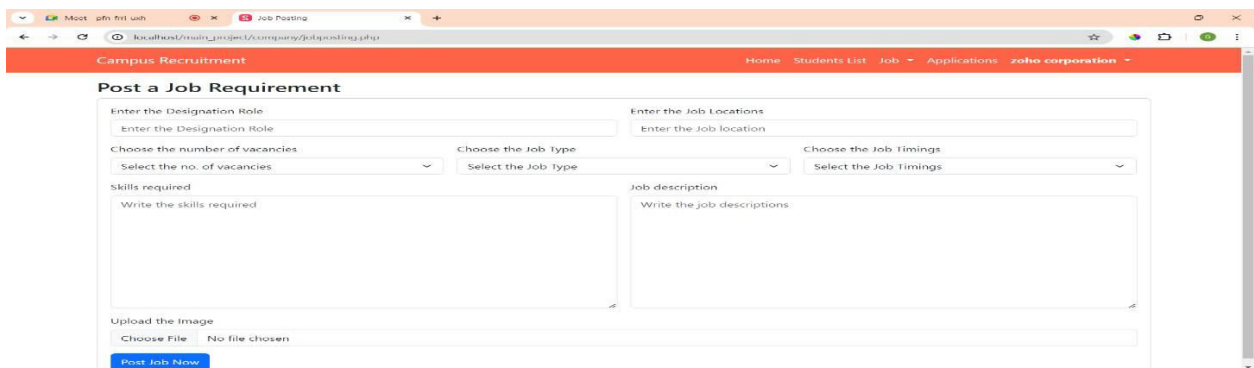 Meet pfn frri uxh
Job Posting
localhost/main_project/company/jobposting.php
Campus Recruitment Home Students List Job Applications zoho corporation
Post a Job Requirement
Enter the Designation Role Enter the Job Locations
Enter the Designation Role Enter the Job location
Choose the number of vacancies Choose the Job Type Choose the Job Timings
Select the no. of vacancies Select the Job Type Select the Job Timings
Skills required Job description
Write the skills required Write the job descriptions
Upload the Image
Choose File No file chosen
Post Job Now